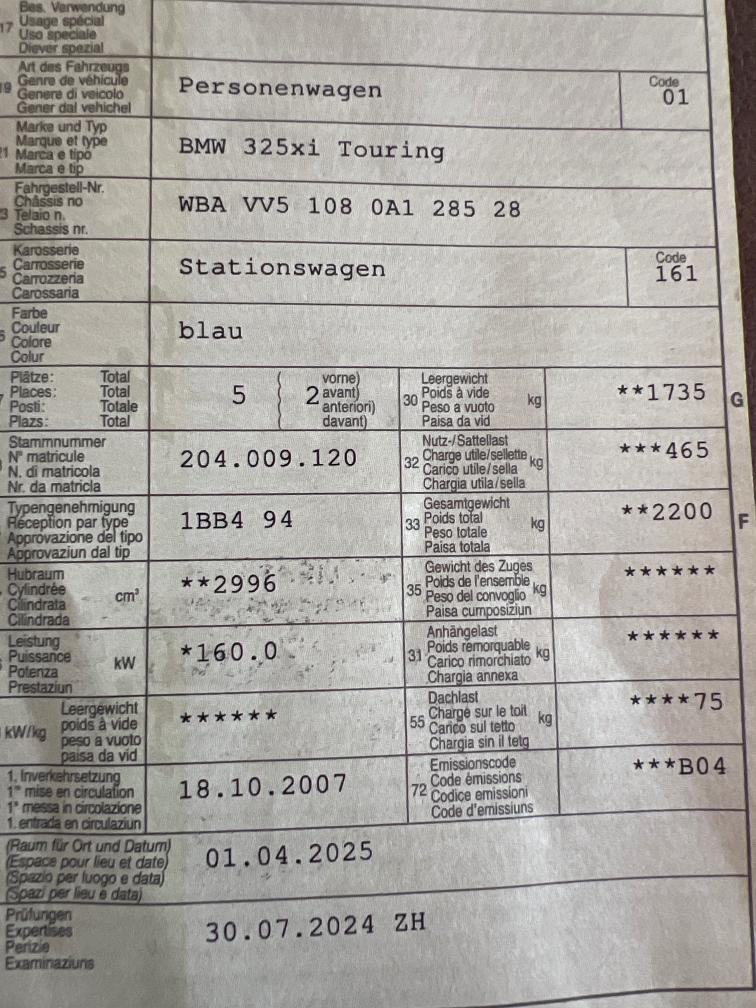 Bes. Verwendung
17 Usage spécial
Uso speciale
Diever spezial
Art des Fahrzeugs
19 Genre de véhicule
Genere di veicolo
Gener dal vehichel
Personenwagen
Code
01
Marke und Typ
21 Marque et type
Marca e tipo
Marca e tip
BMW 325xi Touring
Fahrgestell-Nr.
Châssis no
3 Telaio n.
Schassis nr.
WBA VV5 108 0A1 285 28
Karosserie
5 Carrosserie
Carrozzeria
Carossaria
Stationswagen
Code
161
Farbe
Couleur
Colore
Colur
blau
Plätze: Total
Places: Total
Posti: Totale
Plazs: Total
5
2
vorne)
avant)
anteriori)
davant)
30
Leergewicht
Poids à vide
Peso a vuoto
Paisa da vid
kg
**1735
G
Stammnummer
N° matricule
N. di matricola
Nr. da matricla
204.009.120
32
Nutz-/Sattellast
Charge utile/sellette
Carico utile/sella
Chargia utila/sella
kg
***465
Typengenehmigung
Réception par type
Approvazione del tipo
Approvaziun dal tip
1BB4 94
33
Gesamtgewicht
Poids total
Peso totale
Paisa totala
kg
**2200
F
Hubraum
Cylindrée
Cilindrata
Cilindrada
cm³
**2996
35
Gewicht des Zuges
Poids de l'ensemble
Peso del convoglio
Paisa cumposiziun
kg
******
Leistung
Puissance
Potenza
Prestaziun
kW
*160.0
31
Anhängelast
Poids remorquable
Carico rimorchiato
Chargia annexa
kg
******
kW/kg
Leergewicht
poids à vide
peso a vuoto
paisa da vid
******
55
Dachlast
Charge sur le toit
Carico sul tetto
Chargia sin il tetg
kg
****75
1. Inverkehrsetzung
1re mise en circulation
1a messa in circolazione
1. entrada en circulaziun
18.10.2007
72
Emissionscode
Code émissions
Codice emissioni
Code d'emissiuns
***B04
(Raum für Ort und Datum)
(Espace pour lieu et date)
(Spazio per luogo e data)
(Spazi per lieu e data)
01.04.2025
Prüfungen
Expertises
Perizie
Examinaziuns
30.07.2024 ZH